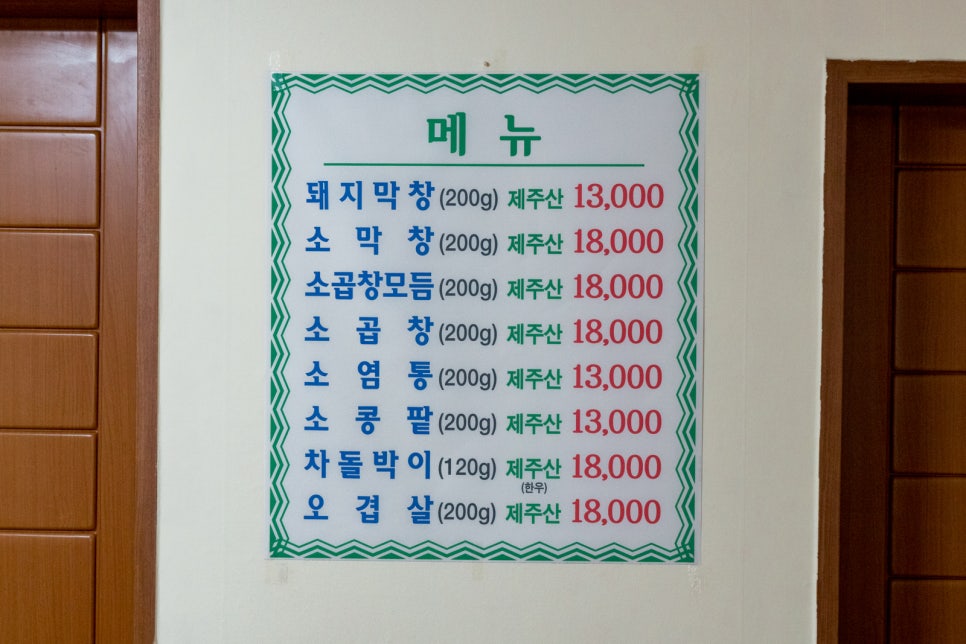 메뉴
돼지막창(200g) 제주산 13,000
소막창(200g) 제주산 18,000
소곱창모듬(200g) 제주산 18,000
소곱창(200g) 제주산 18,000
소염통(200g) 제주산 13,000
소콩팥(200g) 제주산 13,000
차돌박이(120g) 제주산 18,000
(한우)
오겹살(200g) 제주산 18,000